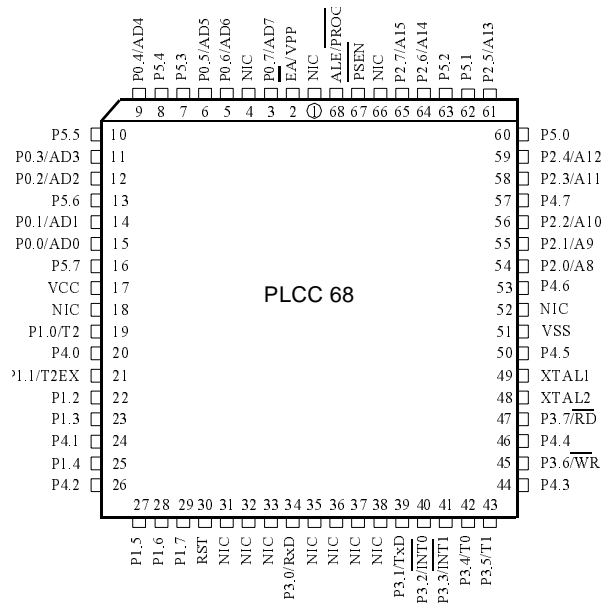 P0.4/AD4
P5.4
P5.3
P0.5/AD5
P0.6/AD6
NIC
P0.7/AD7
EA/VPP
NIC
ALE/PROG
PSEN
NIC
P2.7/A15
P2.6/A14
P5.2
P5.1
P2.5/A13
9 8 7 6 5 4 3 2 1 68 67 66 65 64 63 62 61
P5.5 10 60 P5.0
P0.3/AD3 11 59 P2.4/A12
P0.2/AD2 12 58 P2.3/A11
P5.6 13 57 P4.7
P0.1/AD1 14 56 P2.2/A10
P0.0/AD0 15 55 P2.1/A9
P5.7 16 54 P2.0/A8
VCC 17 53 P4.6
PLCC 68
NIC 18 52 NIC
P1.0/T2 19 51 VSS
P4.0 20 50 P4.5
P1.1/T2EX 21 49 XTAL1
P1.2 22 48 XTAL2
P1.3 23 47 P3.7/RD
P4.1 24 46 P4.4
P1.4 25 45 P3.6/WR
P4.2 26 44 P4.3
27 28 29 30 31 32 33 34 35 36 37 38 39 40 41 42 43
P1.5
P1.6
P1.7
RST
NIC
NIC
NIC
P3.0/RxD
NIC
NIC
NIC
NIC
P3.1/TxD
P3.2/INT0
P3.3/INT1
P3.4/T0
P3.5/T1